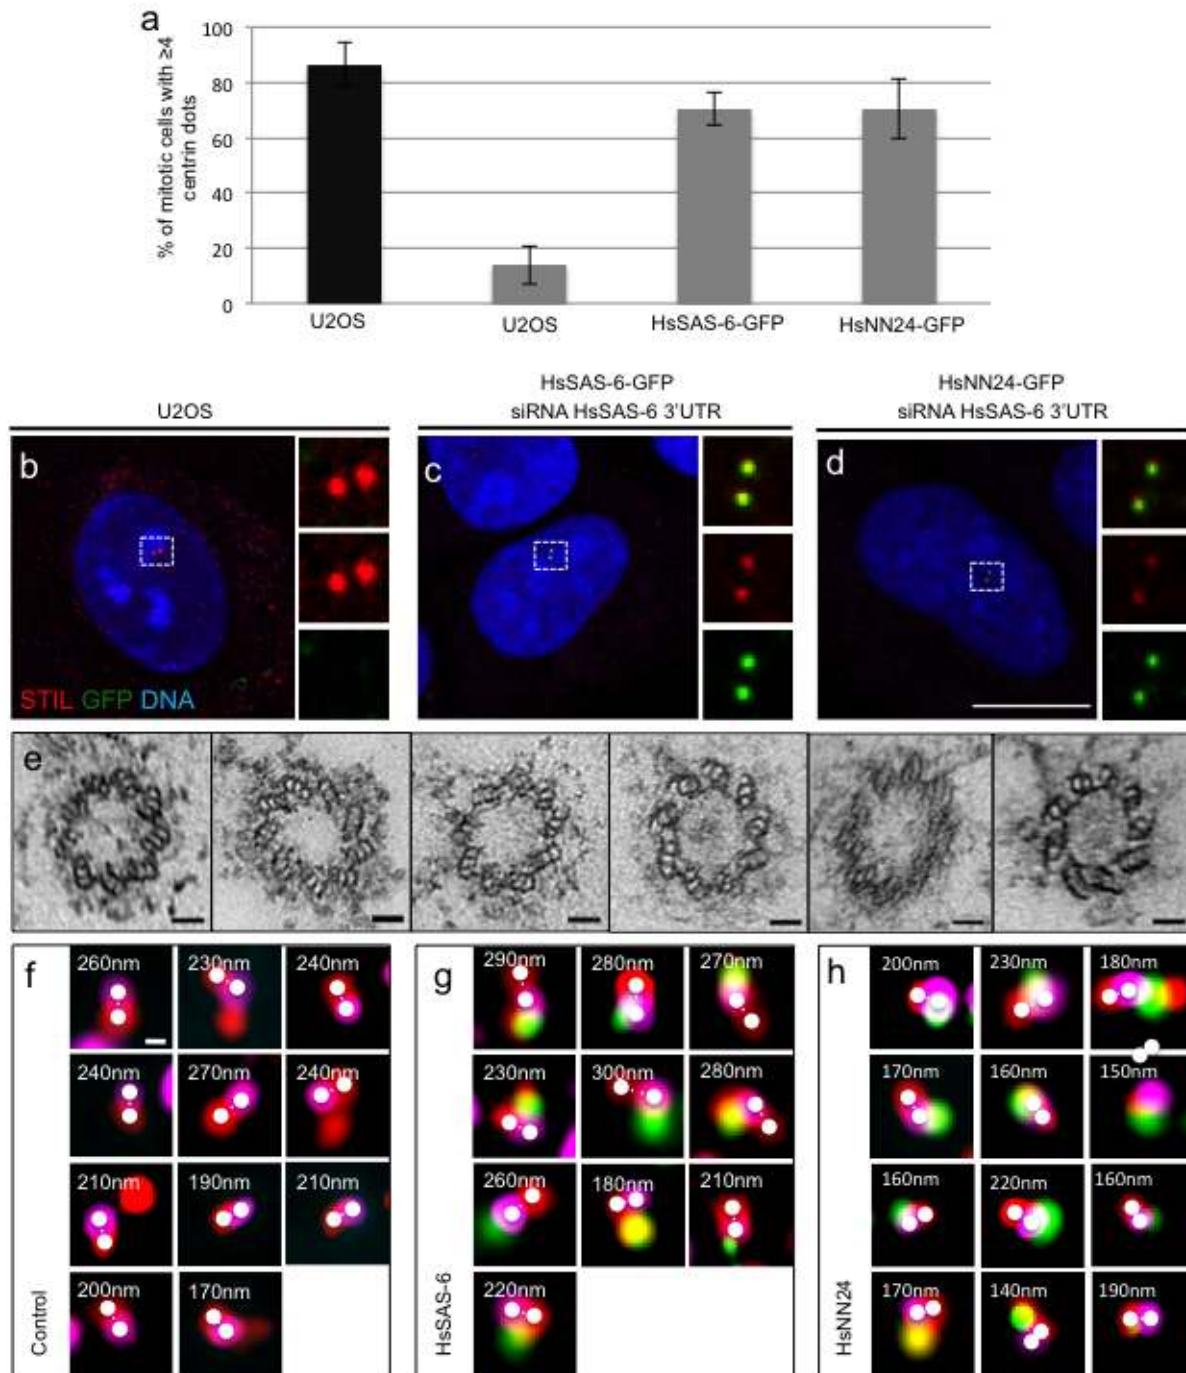 a
% of mitotic cells with ≥4
centrin dots
100
80
60
40
20
0
U2OS
U2OS
HsSAS-6-GFP
HsNN24-GFP
U2OS
HsSAS-6-GFP
siRNA HsSAS-6 3'UTR
HsNN24-GFP
siRNA HsSAS-6 3'UTR
b
STIL GFP DNA
c
d
e
f
260nm
230nm
240nm
240nm
270nm
240nm
210nm
190nm
210nm
200nm
170nm
Control
g
290nm
280nm
270nm
230nm
300nm
280nm
260nm
180nm
210nm
220nm
HsSAS-6
h
200nm
230nm
180nm
170nm
160nm
150nm
160nm
220nm
160nm
170nm
140nm
190nm
HsNN24